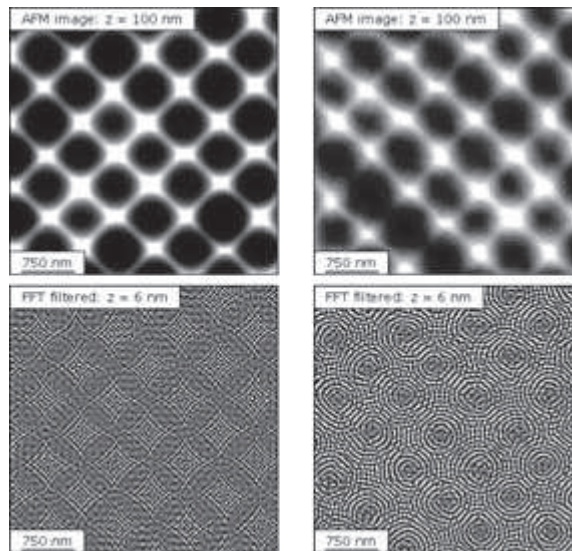 AFM image: z = 100 nm
AFM image: z = 100 nm
750 nm
750 nm
FFT filtered: z = 6 nm
FFT filtered: z = 6 nm
750 nm
750 nm